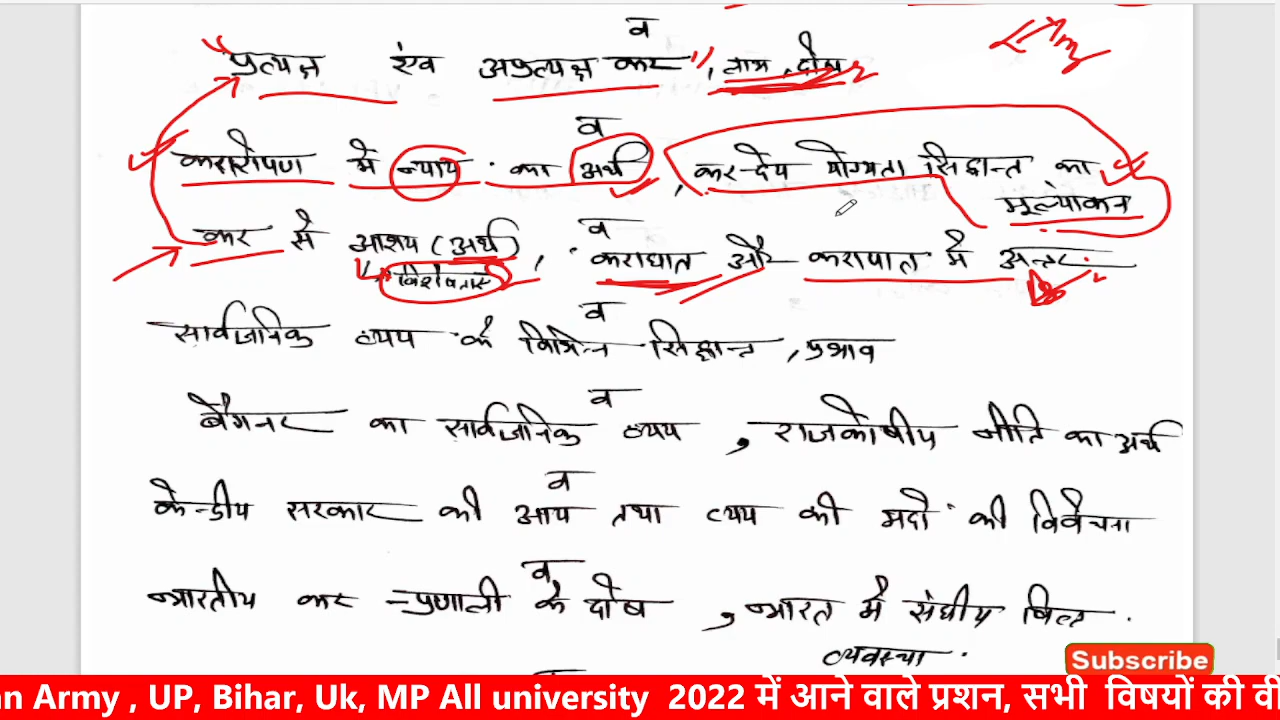 व
"प्रत्यक्ष एंव अप्रत्यक्ष कर", लाभ, दोष
व
करारोपण में न्याय का अर्थ, कर-देय योग्यता सिद्धान्त का
मूल्यांकन
व
कर से आशय (अर्थ), कराघात और करापात में अन्तर
विशेषताएं
व
सार्वजनिक व्यय के विभिन्न सिद्धान्त, प्रभाव
व
वैगनर का सार्वजनिक व्यय, राजकोषीय नीति का अर्थ
व
केन्द्रीय सरकार की आय तथा व्यय की मदों की विवेचना
व
भारतीय कर-प्रणाली के दोष, भारत में संघीय वित्त
व्यवस्था.
Subscribe
an Army , UP, Bihar, Uk, MP All university 2022 में आने वाले प्रशन, सभी विषयों की वी